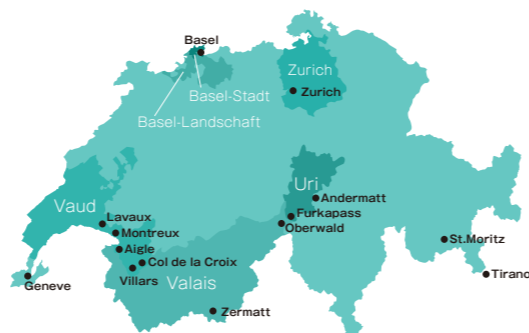 Basel
Zurich
Zurich
Basel-Stadt
Basel-Landschaft
Uri
Andermatt
Vaud
Furkapass
Lavaux
Oberwald
Montreux
St.Moritz
Aigle
Col de la Croix
Tirano
Villars
Valais
Geneve
Zermatt